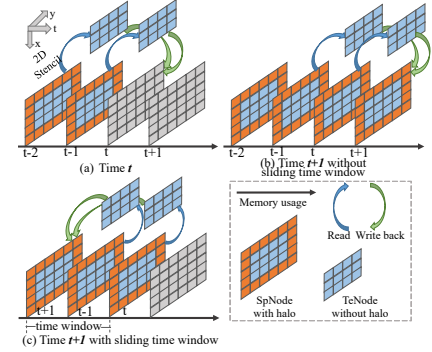 y
t
x
2D
Stencil
t-2 t-1 t t+1
(a) Time t
t-2 t-1 t t+1
(b) Time t+1 without
sliding time window
t+1 t-1 t
time window
(c) Time t+1 with sliding time window
Memory usage
Read Write back
SpNode
with halo
TeNode
without halo